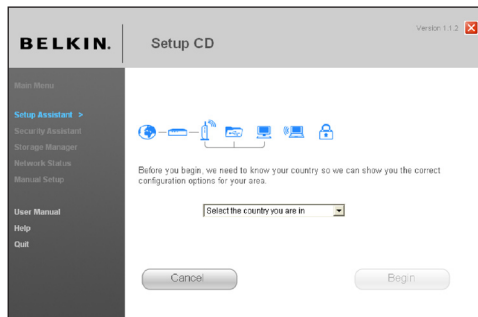 BELKIN.
Setup CD
Version 1.1.2
Main Menu
Setup Assistant >
Security Assistant
Storage Manager
Network Status
Manual Setup
User Manual
Help
Quit
Before you begin, we need to know your country so we can show you the correct
configuration options for your area.
Select the country you are in
Cancel
Begin